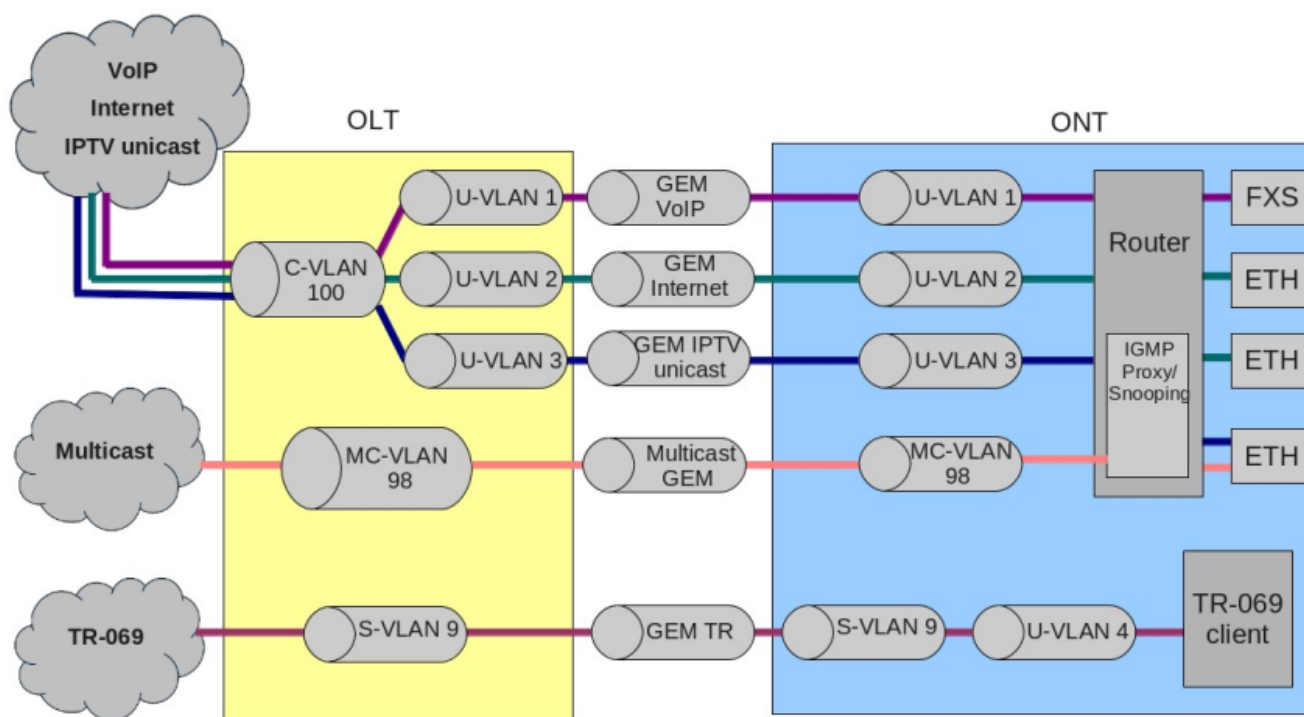 VoIP
Internet
IPTV unicast
OLT
ONT
C-VLAN
100
U-VLAN 1
GEM
VoIP
U-VLAN 1
Router
FXS
U-VLAN 2
GEM
Internet
U-VLAN 2
ETH
U-VLAN 3
GEM IPTV
unicast
U-VLAN 3
IGMP
Proxy/
Snooping
ETH
Multicast
MC-VLAN
98
Multicast
GEM
MC-VLAN
98
ETH
TR-069
S-VLAN 9
GEM TR
S-VLAN 9
U-VLAN 4
TR-069
client